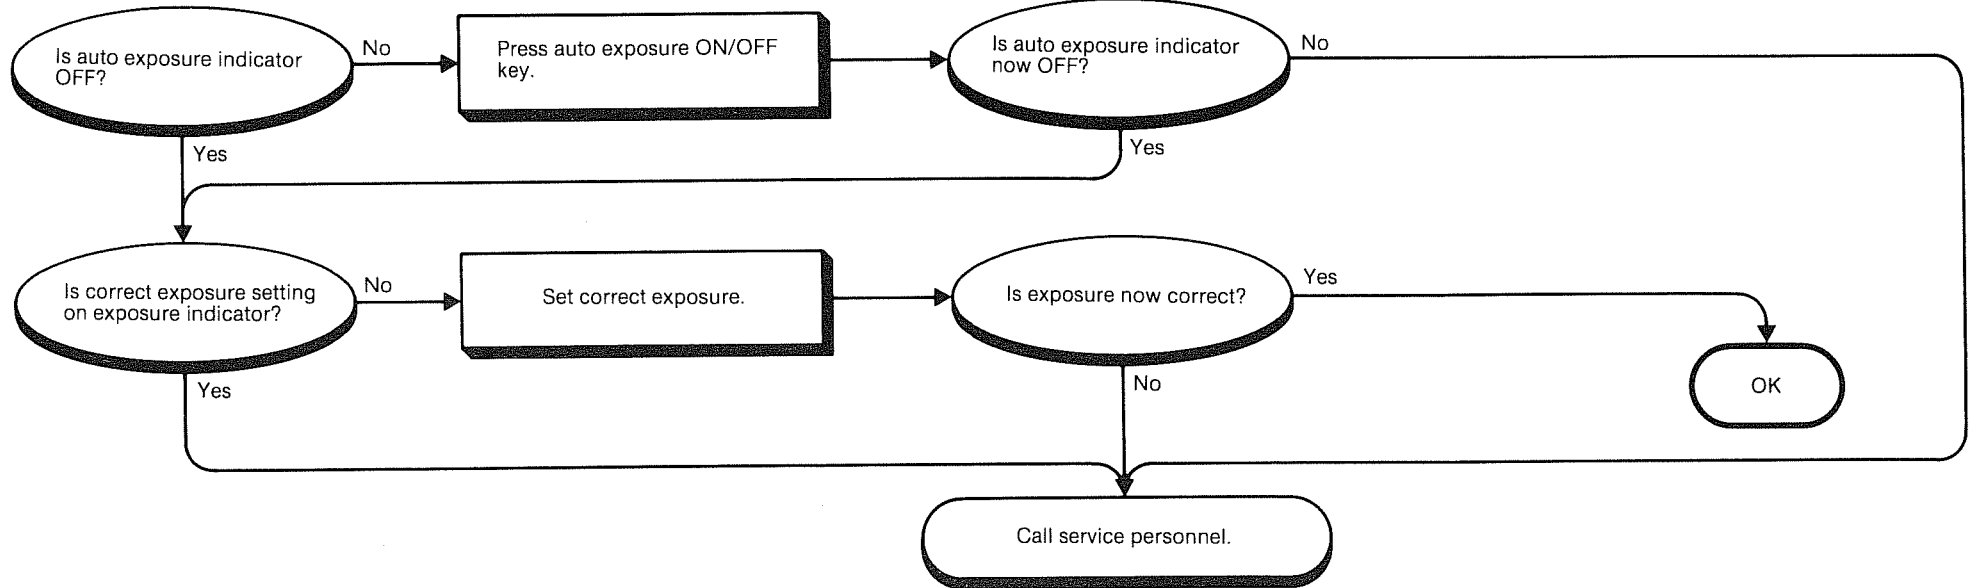 Is auto exposure indicator
OFF?
No
Press auto exposure ON/OFF
key.
Is auto exposure indicator
now OFF?
No
Yes
Yes
Is correct exposure setting
on exposure indicator?
No
Set correct exposure.
Is exposure now correct?
Yes
OK
Yes
No
Call service personnel.